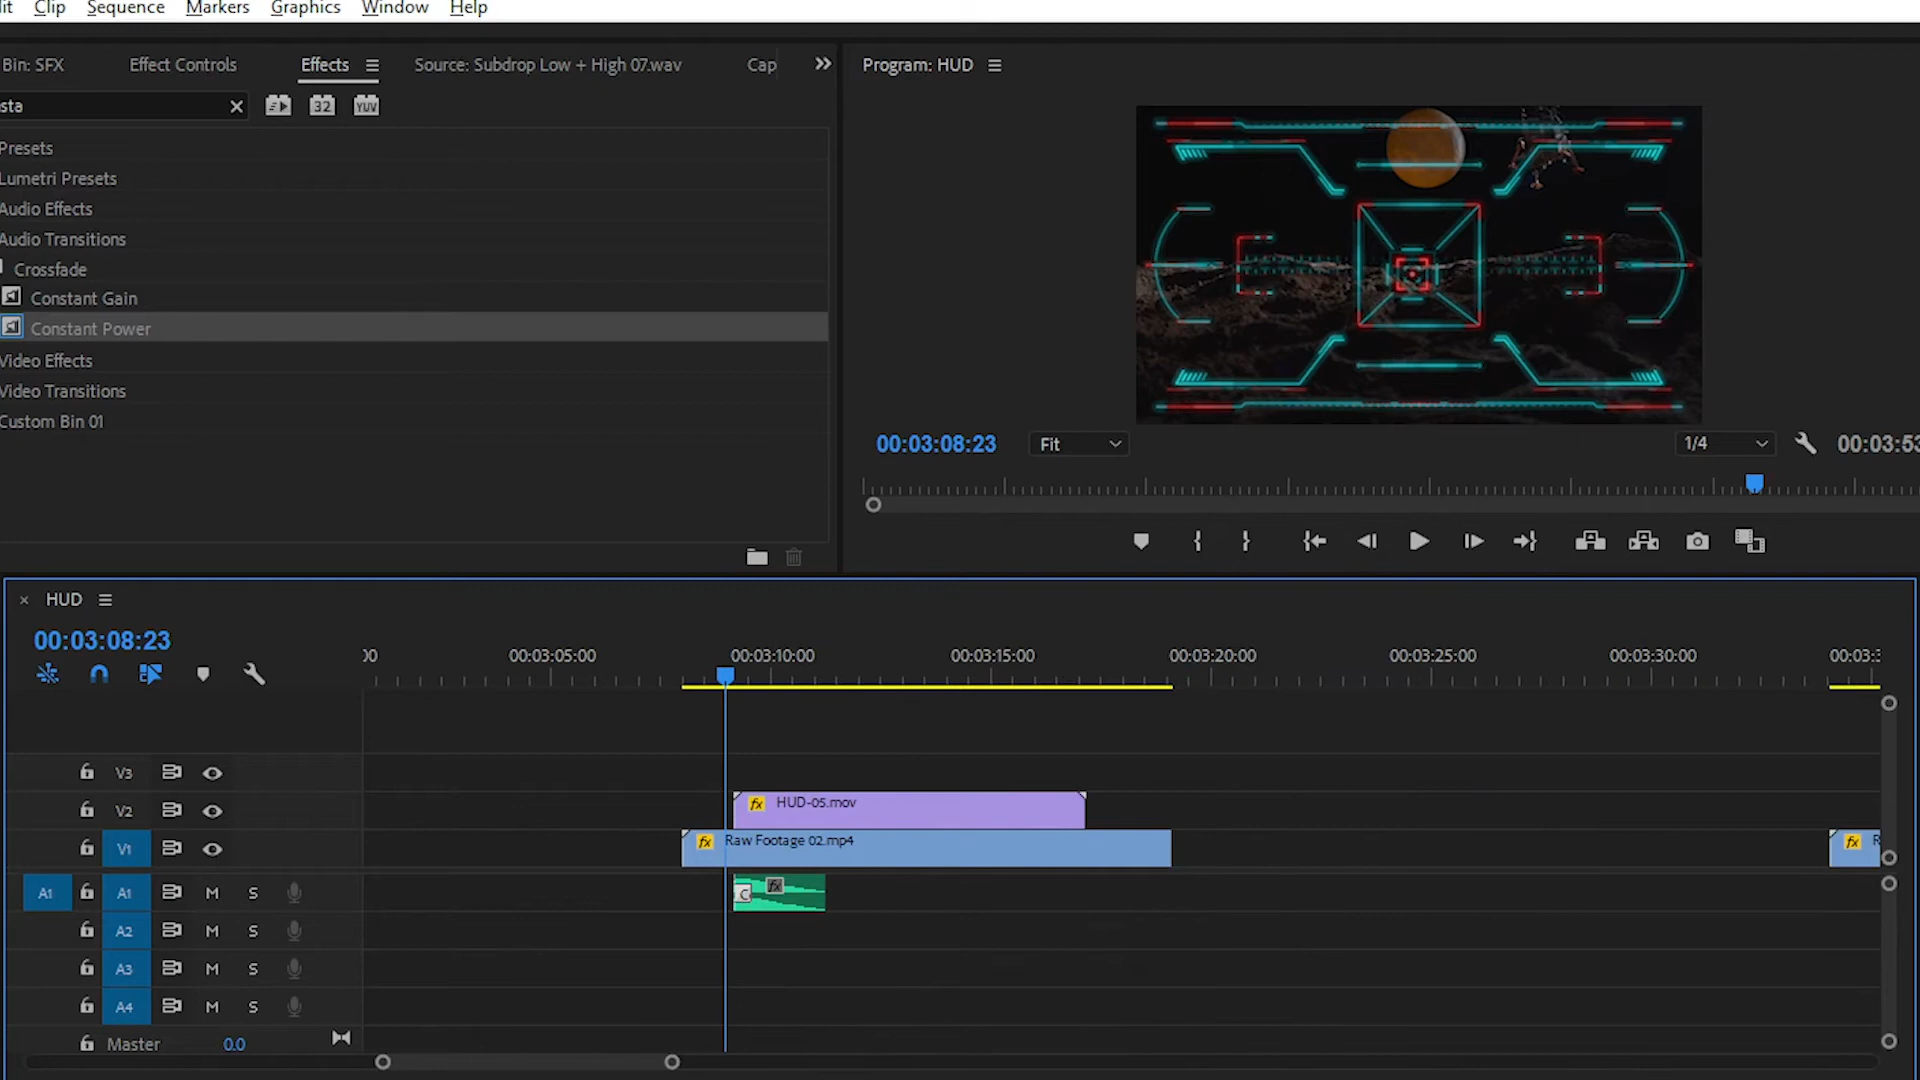 it Clip Sequence Markers Graphics Window Help
Bin: SFX Effect Controls Effects Source: Subdrop Low + High 07.wav Cap
Program: HUD
sta
32 YUV
Presets
Lumetri Presets
Audio Effects
Audio Transitions
Crossfade
Constant Gain
Constant Power
Video Effects
Video Transitions
Custom Bin 01
00:03:08:23 Fit 1/4 00:03:53
HUD
00:03:08:23
00 00:03:05:00 00:03:10:00 00:03:15:00 00:03:20:00 00:03:25:00 00:03:30:00 00:03:3
V3
V2 fx HUD-05.mov
V1 fx Raw Footage 02.mp4 fx R
A1 A1 M S C fx
A2 M S
A3 M S
A4 M S
Master 0.0